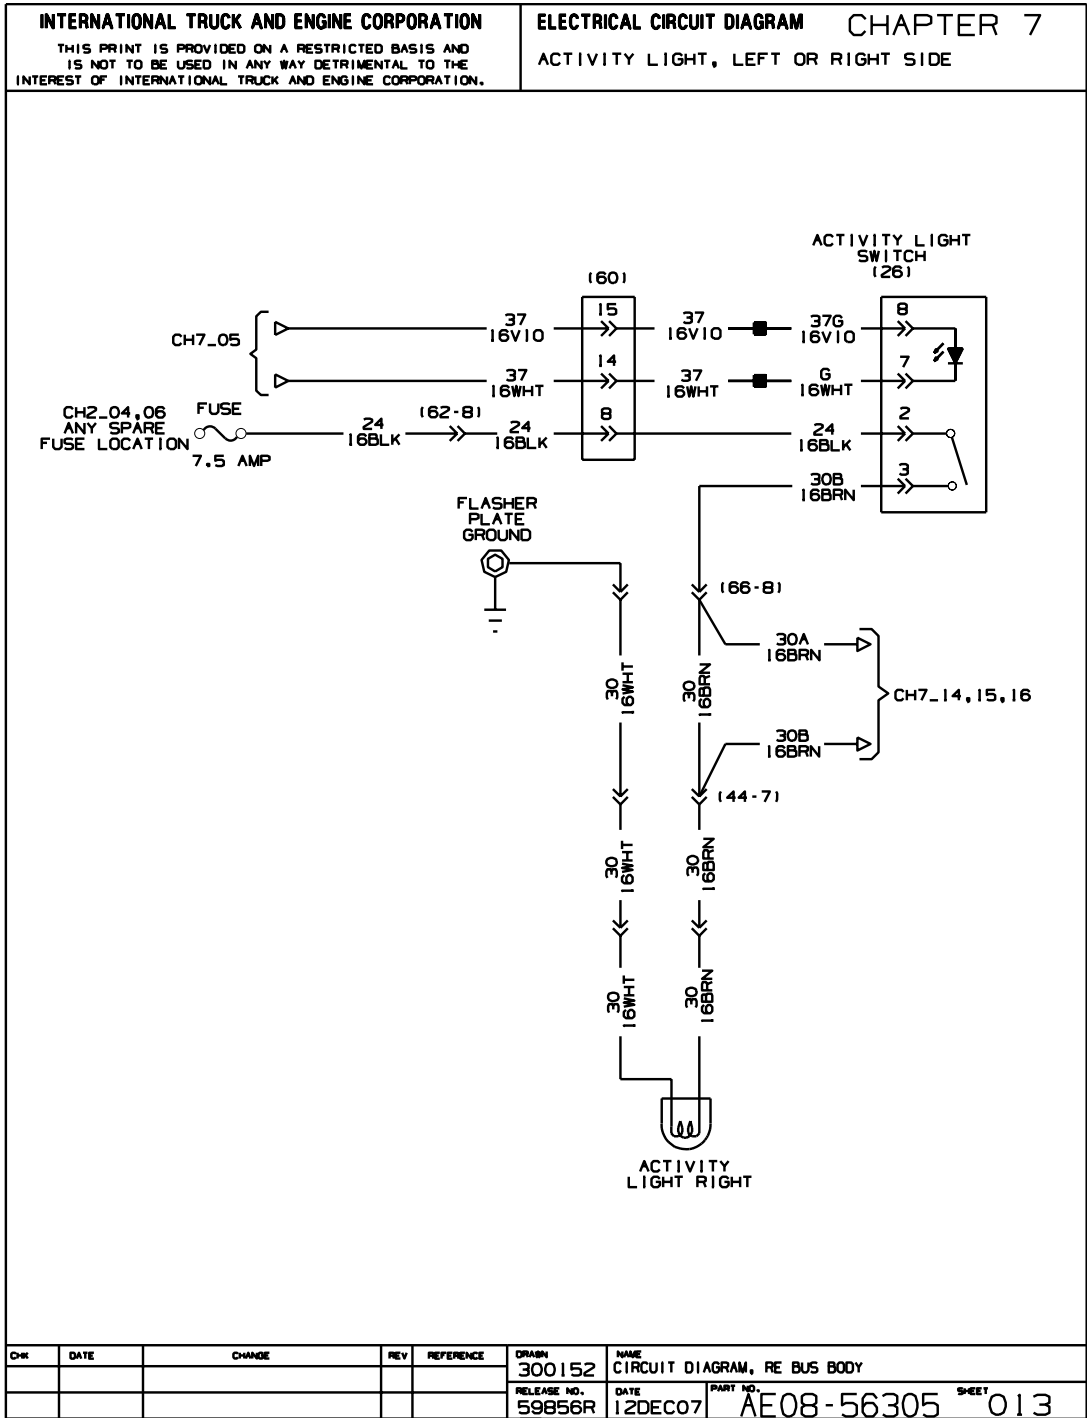 INTERNATIONAL TRUCK AND ENGINE CORPORATION
THIS PRINT IS PROVIDED ON A RESTRICTED BASIS AND
IS NOT TO BE USED IN ANY WAY DETRIMENTAL TO THE
INTEREST OF INTERNATIONAL TRUCK AND ENGINE CORPORATION.
ELECTRICAL CIRCUIT DIAGRAM CHAPTER 7
ACTIVITY LIGHT, LEFT OR RIGHT SIDE
ACTIVITY LIGHT
SWITCH
(26)
(60)
CH7_05
37
16VIO
15
37
16VIO
37G
16VIO
8
37
16WHT
14
37
16WHT
G
16WHT
7
CH2_04,06
ANY SPARE
FUSE LOCATION
FUSE
7.5 AMP
24
16BLK
(62-8)
24
16BLK
8
24
16BLK
2
30B
16BRN
3
FLASHER
PLATE
GROUND
(66-8)
30A
16BRN
30
16WHT
30
16BRN
CH7_14,15,16
30B
16BRN
(44-7)
30
16WHT
30
16BRN
30
16WHT
30
16BRN
ACTIVITY
LIGHT RIGHT
CHK DATE CHANGE REV REFERENCE
DRAWN
300152
NAME
CIRCUIT DIAGRAM, RE BUS BODY
RELEASE NO.
59856R
DATE
12DEC07
PART NO.
AE08-56305
SHEET
013